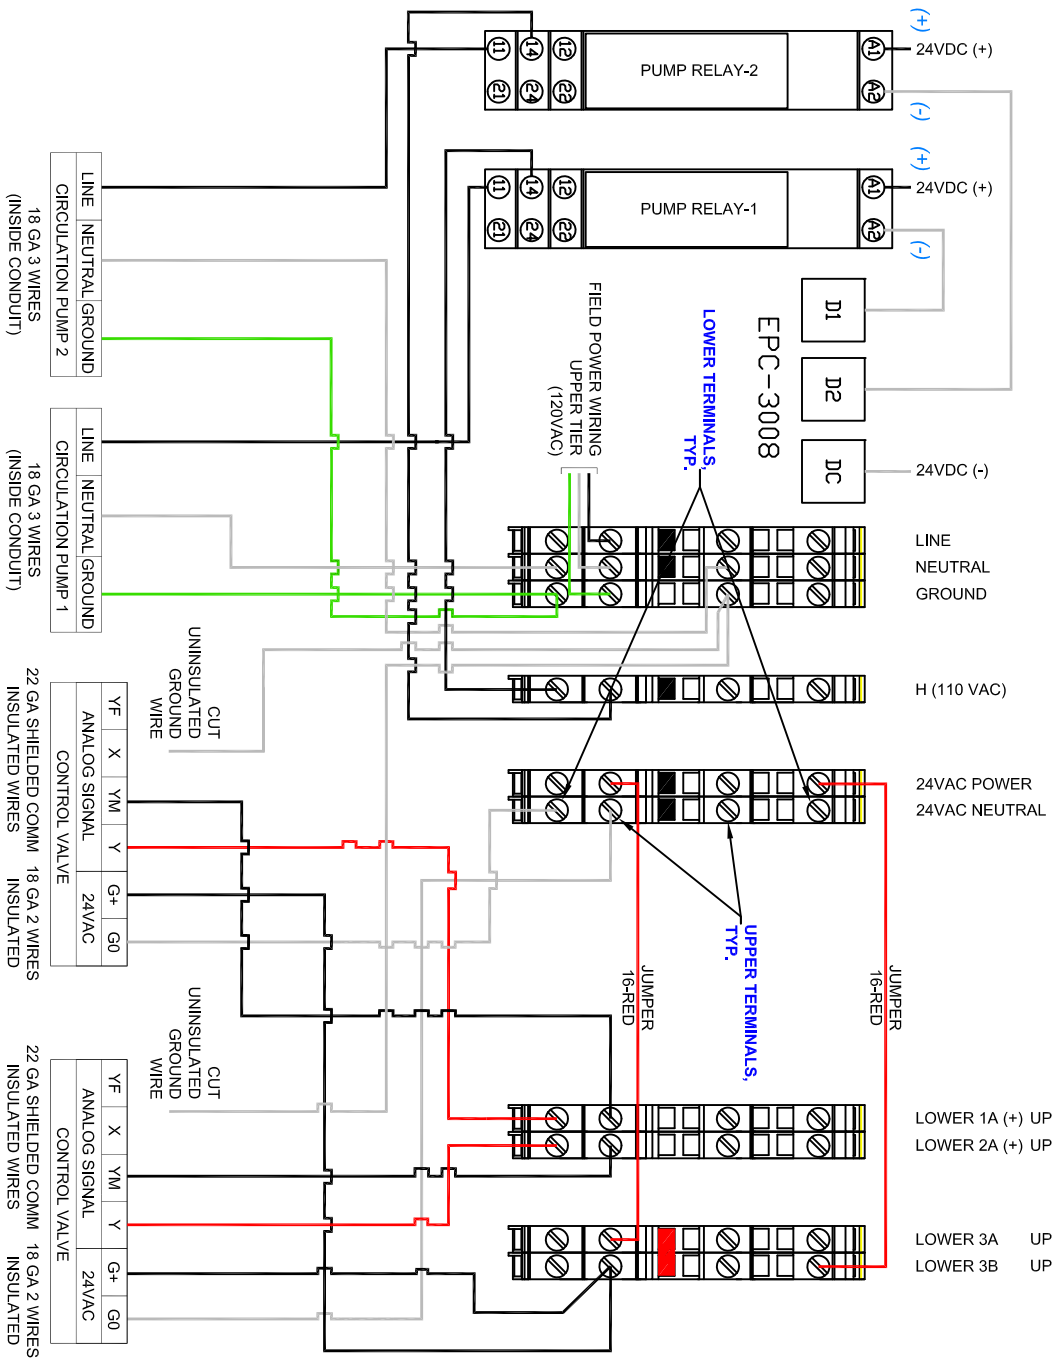 (+)
24VDC (+)
A1
A2
(-)
PUMP RELAY-2
11
14
12
21
24
22
(+)
24VDC (+)
A1
A2
(-)
PUMP RELAY-1
11
14
12
21
24
22
LINE
NEUTRAL
GROUND
CIRCULATION PUMP 2
18 GA 3 WIRES
(INSIDE CONDUIT)
D1
D2
DC
EPC-3008
24VDC (-)
LOWER TERMINALS,
TYP.
FIELD POWER WIRING
UPPER TIER
(120VAC)
LINE
NEUTRAL
GROUND
CIRCULATION PUMP 1
18 GA 3 WIRES
(INSIDE CONDUIT)
LINE
NEUTRAL
GROUND
H (110 VAC)
CUT
UNINSULATED
GROUND
WIRE
24VAC POWER
24VAC NEUTRAL
YF
X
YM
Y
G+
G0
ANALOG SIGNAL
24VAC
CONTROL VALVE
22 GA SHIELDED COMM
INSULATED WIRES
18 GA 2 WIRES
INSULATED
UPPER TERMINALS,
TYP.
JUMPER
16-RED
JUMPER
16-RED
CUT
UNINSULATED
GROUND
WIRE
YF
X
YM
Y
G+
G0
ANALOG SIGNAL
24VAC
CONTROL VALVE
22 GA SHIELDED COMM
INSULATED WIRES
18 GA 2 WIRES
INSULATED
LOWER 1A (+) UP
LOWER 2A (+) UP
LOWER 3A UP
LOWER 3B UP